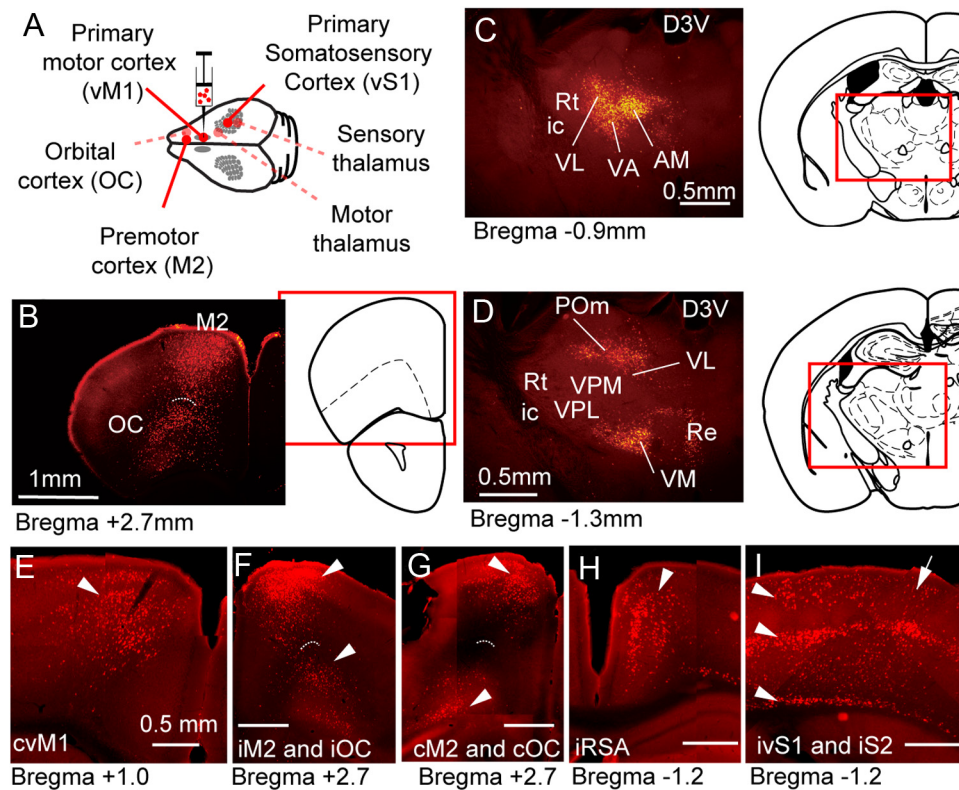 A
Primary
motor cortex
(vM1)
Primary
Somatosensory
Cortex (vS1)
Orbital
cortex (OC)
Sensory
thalamus
Premotor
cortex (M2)
Motor
thalamus
B
M2
OC
1mm
Bregma +2.7mm
C
D3V
Rt
ic
VL
VA
AM
0.5mm
Bregma -0.9mm
D
POm
D3V
VL
Rt
VPM
ic
VPL
Re
VM
0.5mm
Bregma -1.3mm
E
0.5 mm
cvM1
Bregma +1.0
F
iM2 and iOC
Bregma +2.7
G
cM2 and cOC
Bregma +2.7
H
iRSA
Bregma -1.2
I
ivS1 and iS2
Bregma -1.2